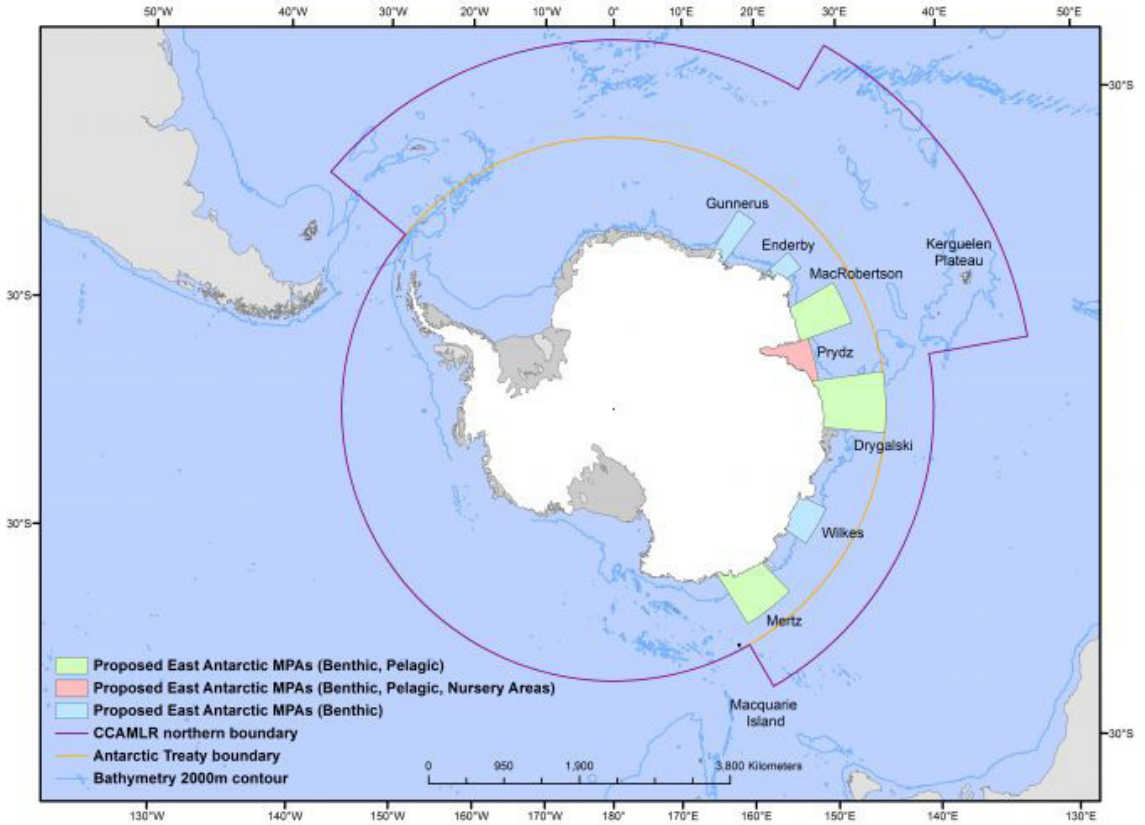 50°W 40°W 30°W 20°W 10°W 0° 10°E 20°E 30°E 40°E 50°E
30°S
Gunnerus
Enderby
Kerguelen
Plateau
MacRobertson
30°S
Prydz
Drygalski
30°S
Wilkes
Mertz
Proposed East Antarctic MPAs (Benthic, Pelagic)
Proposed East Antarctic MPAs (Benthic, Pelagic, Nursery Areas)
Proposed East Antarctic MPAs (Benthic)
Macquarie
Island
CCAMLR northern boundary
30°S
Antarctic Treaty boundary
Bathymetry 2000m contour
0 950 1,900 3,800 Kilometers
130°W 150°W 160°W 170°W 180° 170°E 160°E 150°E 140°E 130°E